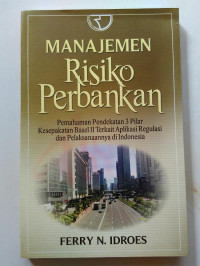 MANAJEMEN
Risiko
Perbankan
Pemahaman Pendekatan 3 Pilar
Kesepakatan Basel II Terkait Aplikasi Regulasi
dan Pelaksanaannya di Indonesia
FERRY N. IDROES